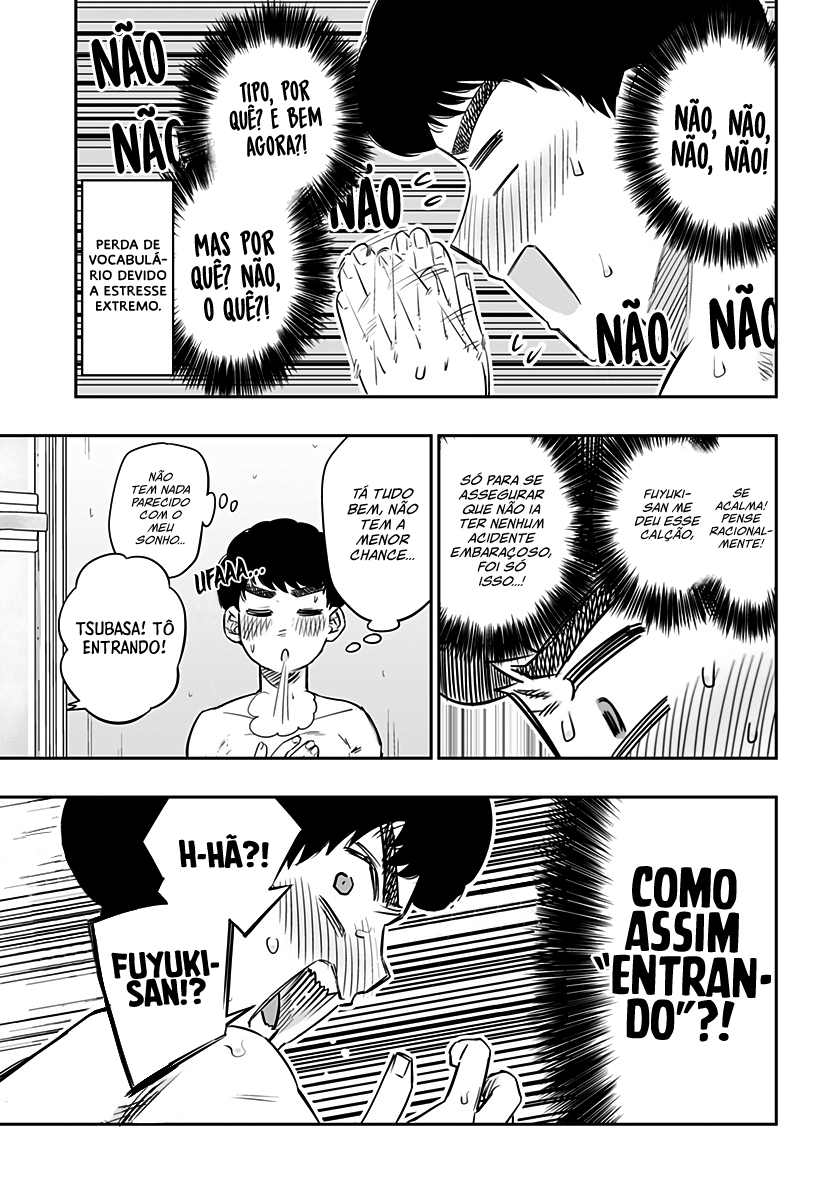 NÃO, NÃO,
NÃO, NÃO!
TIPO, POR
QUÊ? E BEM
AGORA?!
MAS POR
QUÊ? NÃO,
O QUÊ?!
NÃO
NÃO
NÃO
NÃO
NÃO
PERDA DE
VOCABULÁ-
RIO DEVIDO
A ESTRESSE
EXTREMO.
SE
ACALMA!
PENSE
RACIONAL-
MENTE!
FUYUKI-
SAN ME
DEU ESSE
CALÇÃO,
SÓ PARA SE
ASSEGURAR
QUE NÃO IA
TER NENHUM
ACIDENTE
EMBARAÇOSO,
FOI SÓ
ISSO...!
TÁ TUDO
BEM, NÃO
TEM A
MENOR
CHANCE...
UFAAA...
NÃO
TEM NADA
PARECIDO
COM O
MEU
SONHO...
TSUBASA! TÔ
ENTRANDO!
COMO
ASSIM
“ENTRAN-
DO”?!
H-HÃ?!
FUYUKI-
SAN!?